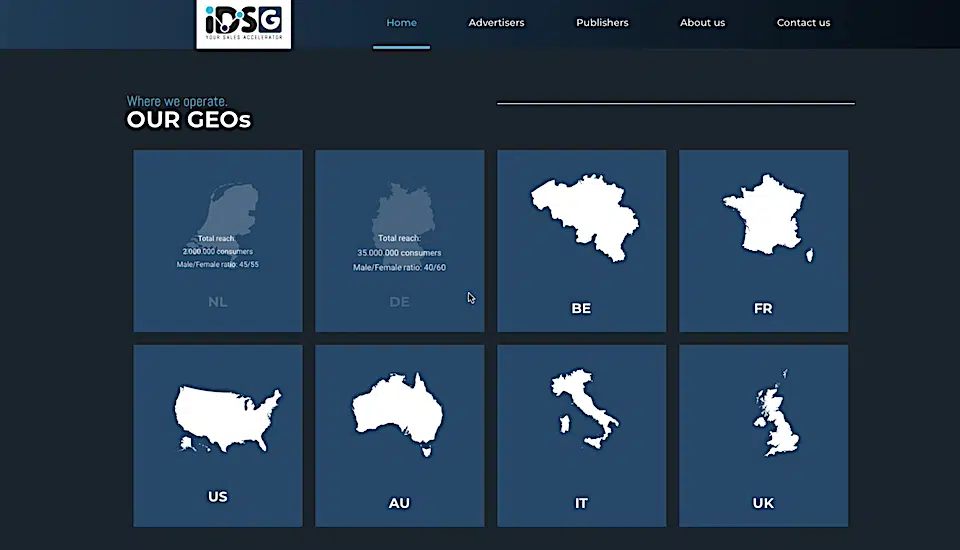 iDSG
YOUR SALES ACCELERATOR
Home
Advertisers
Publishers
About us
Contact us
Where we operate.
OUR GEOs
Total reach:
2.000.000 consumers
Male/Female ratio: 45/55
NL
Total reach:
35.000.000 consumers
Male/Female ratio: 40/60
DE
BE
FR
US
AU
IT
UK